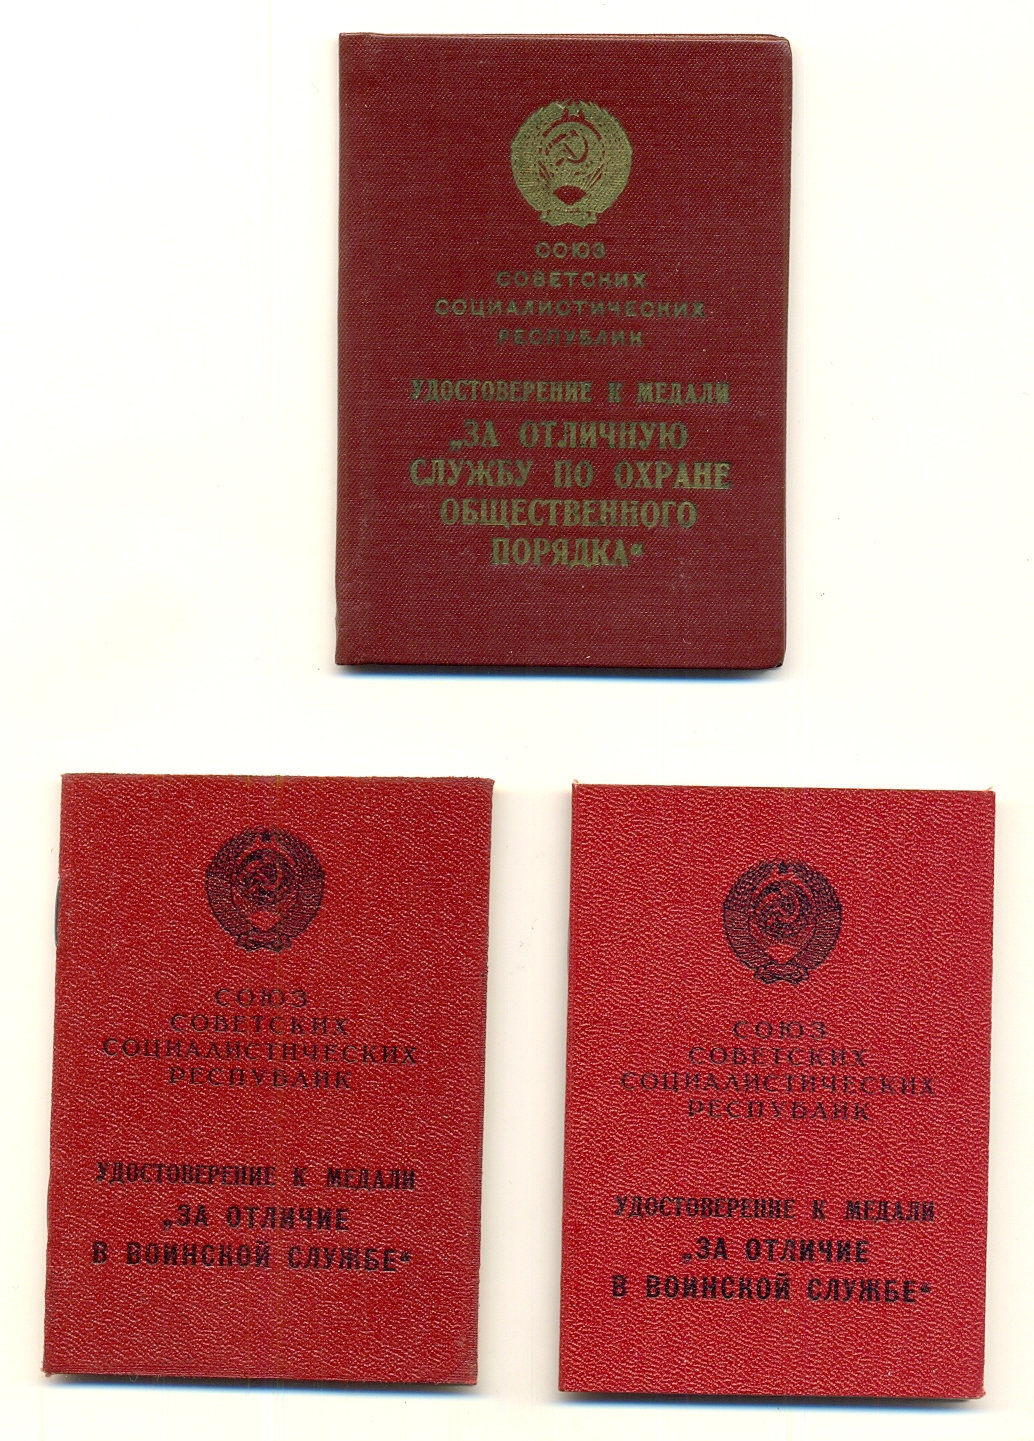 СОЮЗ
СОВЕТСКИХ
СОЦИАЛИСТИЧЕСКИХ
РЕСПУБЛИК
УДОСТОВЕРЕНИЕ К МЕДАЛИ
„ЗА ОТЛИЧНУЮ
СЛУЖБУ ПО ОХРАНЕ
ОБЩЕСТВЕННОГО
ПОРЯДКА“
СОЮЗ
СОВЕТСКИХ
СОЦИАЛИСТИЧЕСКИХ
РЕСПУБЛИК
УДОСТОВЕРЕНИЕ К МЕДАЛИ
„ЗА ОТЛИЧИЕ
В ВОИНСКОЙ СЛУЖБЕ“
СОЮЗ
СОВЕТСКИХ
СОЦИАЛИСТИЧЕСКИХ
РЕСПУБЛИК
УДОСТОВЕРЕНИЕ К МЕДАЛИ
„ЗА ОТЛИЧИЕ
В ВОИНСКОЙ СЛУЖБЕ“